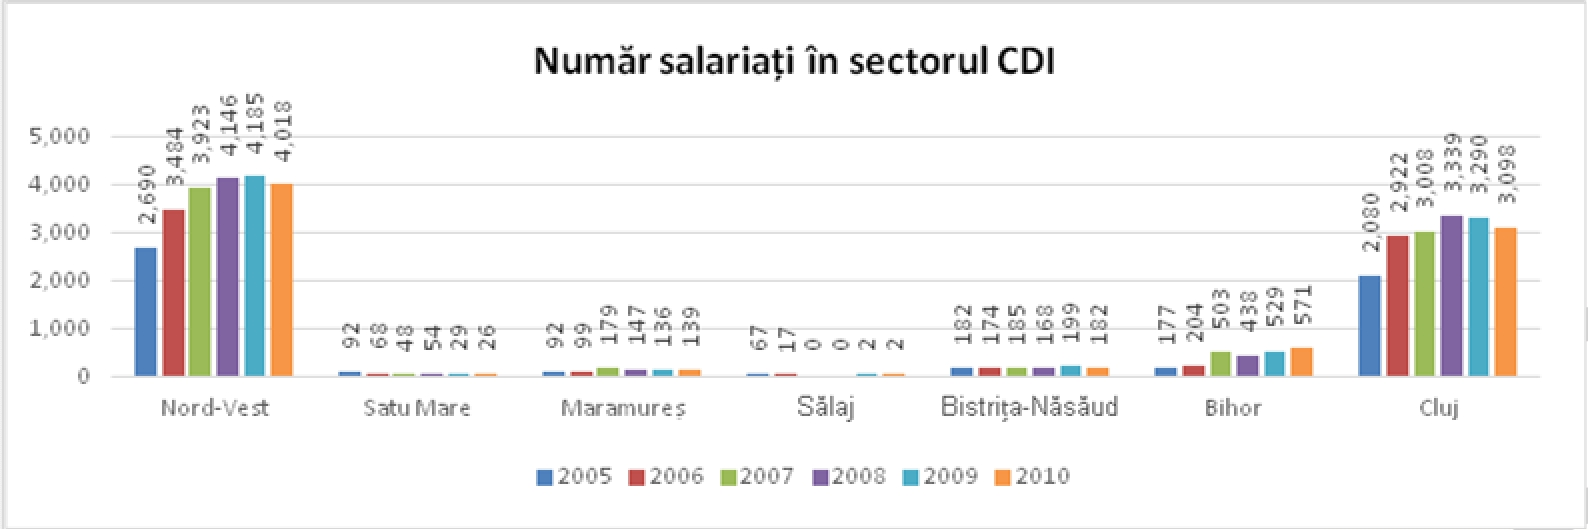 Număr salariați în sectorul CDI
5,000
4,000
3,000
2,000
1,000
0
2,690 3,484 3,923 4,146 4,185 4,018
92 68 48 54 29 26
92 99 179 147 136 139
67 17 0 0 2 2
182 174 185 168 199 182
177 204 503 438 529 571
2,080 2,922 3,008 3,339 3,290 3,098
Nord-Vest Satu Mare Maramureș Sălaj Bistrița-Năsăud Bihor Cluj
2005 2006 2007 2008 2009 2010